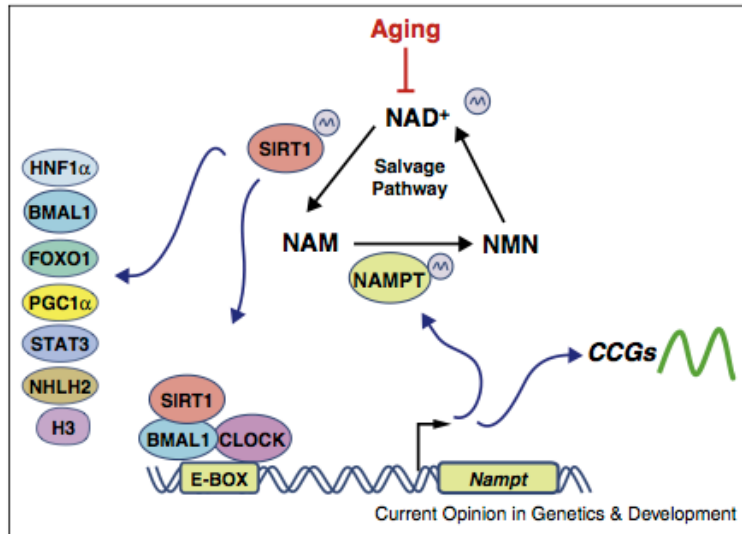 Aging
NAD+
SIRT1
Salvage
Pathway
HNF1α
BMAL1
FOXO1
PGC1α
STAT3
NHLH2
H3
NAM
NMN
NAMPT
CCGs
SIRT1
BMAL1
CLOCK
E-BOX
Nampt
Current Opinion in Genetics & Development